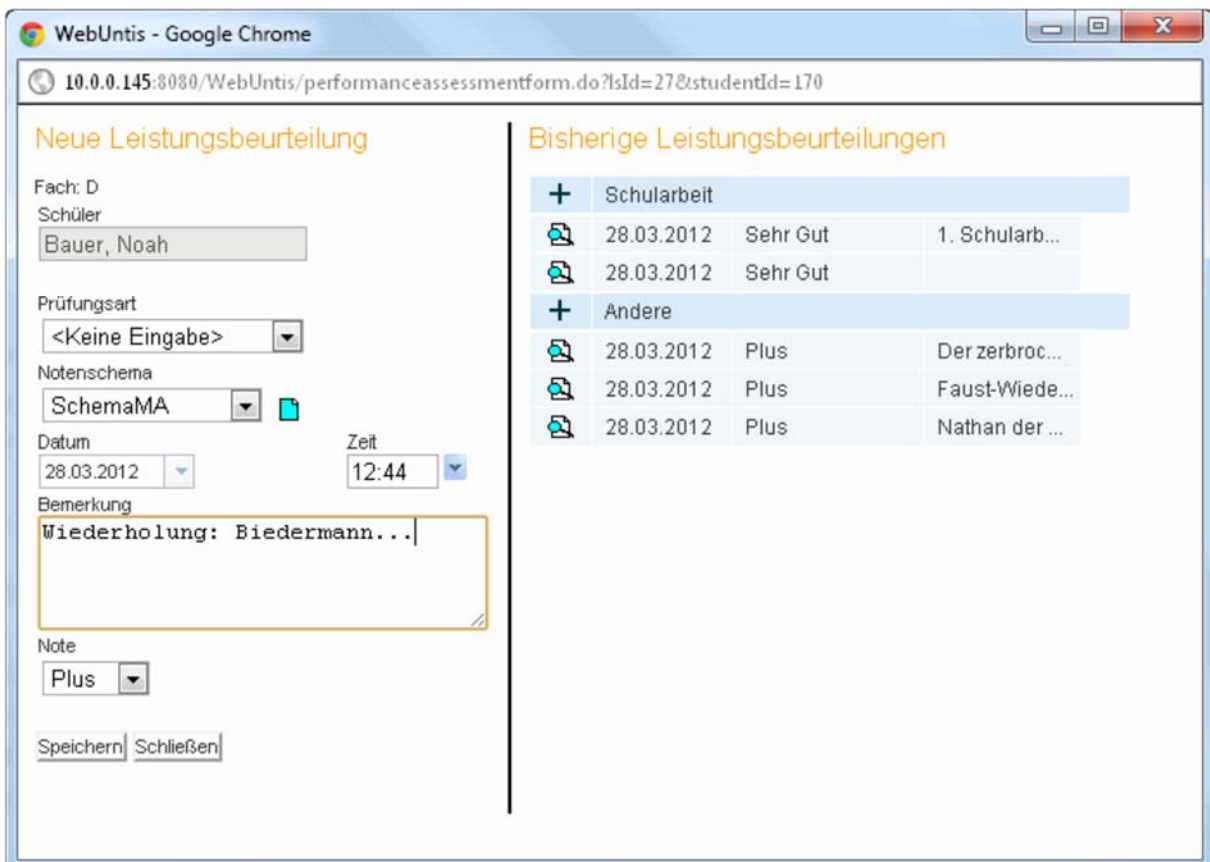 WebUntis - Google Chrome
10.0.0.145:8080/WebUntis/performanceassessmentform.do?lsId=27&studentId=170
Neue Leistungsbeurteilung
Fach: D
Schüler
Bauer, Noah
Prüfungsart
<Keine Eingabe>
Notenschema
SchemaMA
Datum Zeit
28.03.2012 12:44
Bemerkung
Wiederholung: Biedermann...
Note
Plus
Speichern Schließen
Bisherige Leistungsbeurteilungen
+ Schularbeit
28.03.2012 Sehr Gut 1. Schularb...
28.03.2012 Sehr Gut
+ Andere
28.03.2012 Plus Der zerbroc...
28.03.2012 Plus Faust-Wiede...
28.03.2012 Plus Nathan der ...